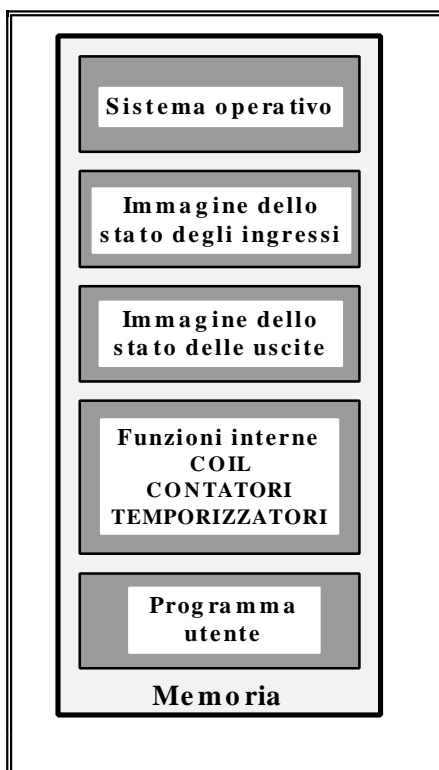 Sistema operativo
Immagine dello
stato degli ingressi
Immagine dello
stato delle uscite
Funzioni interne
COIL
CONTATORI
TEMPORIZZATORI
Programma
utente
Memoria